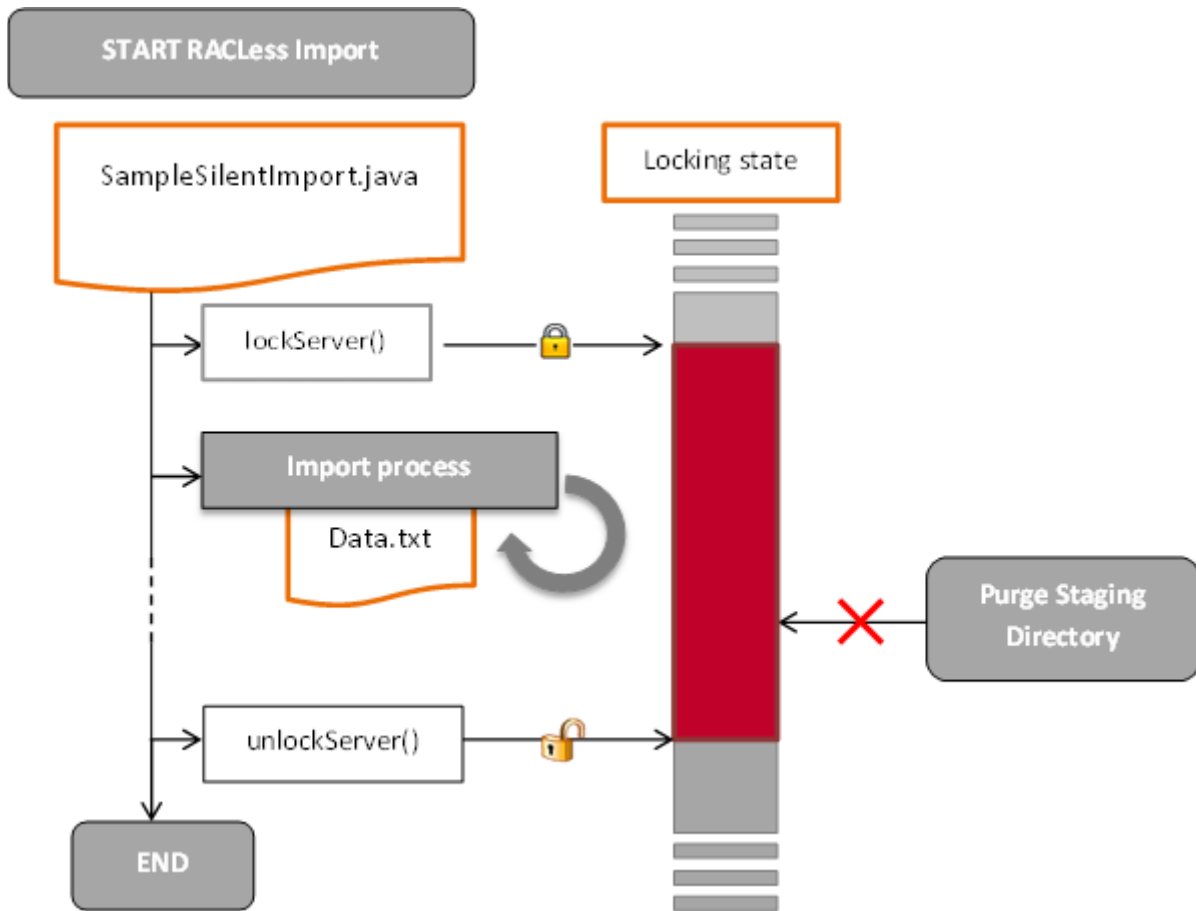 START RACLess Import
SampleSilentImport.java
Locking state
lockServer()
Import process
Data.txt
Purge Staging
Directory
unlockServer()
END